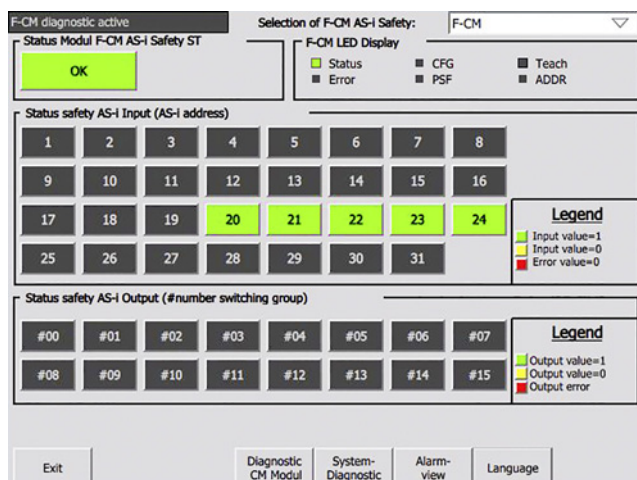 F-CM diagnostic active
Selection of F-CM AS-i Safety: F-CM
Status Modul F-CM AS-i Safety ST
OK
F-CM LED Display
Status CFG Teach
Error PSF ADDR
Status safety AS-i Input (AS-i address)
1 2 3 4 5 6 7 8
9 10 11 12 13 14 15 16
17 18 19 20 21 22 23 24
25 26 27 28 29 30 31
Legend
Input value=1
Input value=0
Error value=0
Status safety AS-i Output (#number switching group)
#00 #01 #02 #03 #04 #05 #06 #07
#08 #09 #10 #11 #12 #13 #14 #15
Legend
Output value=1
Output value=0
Output error
Exit
Diagnostic
CM Modul
System-
Diagnostic
Alarm-
view
Language